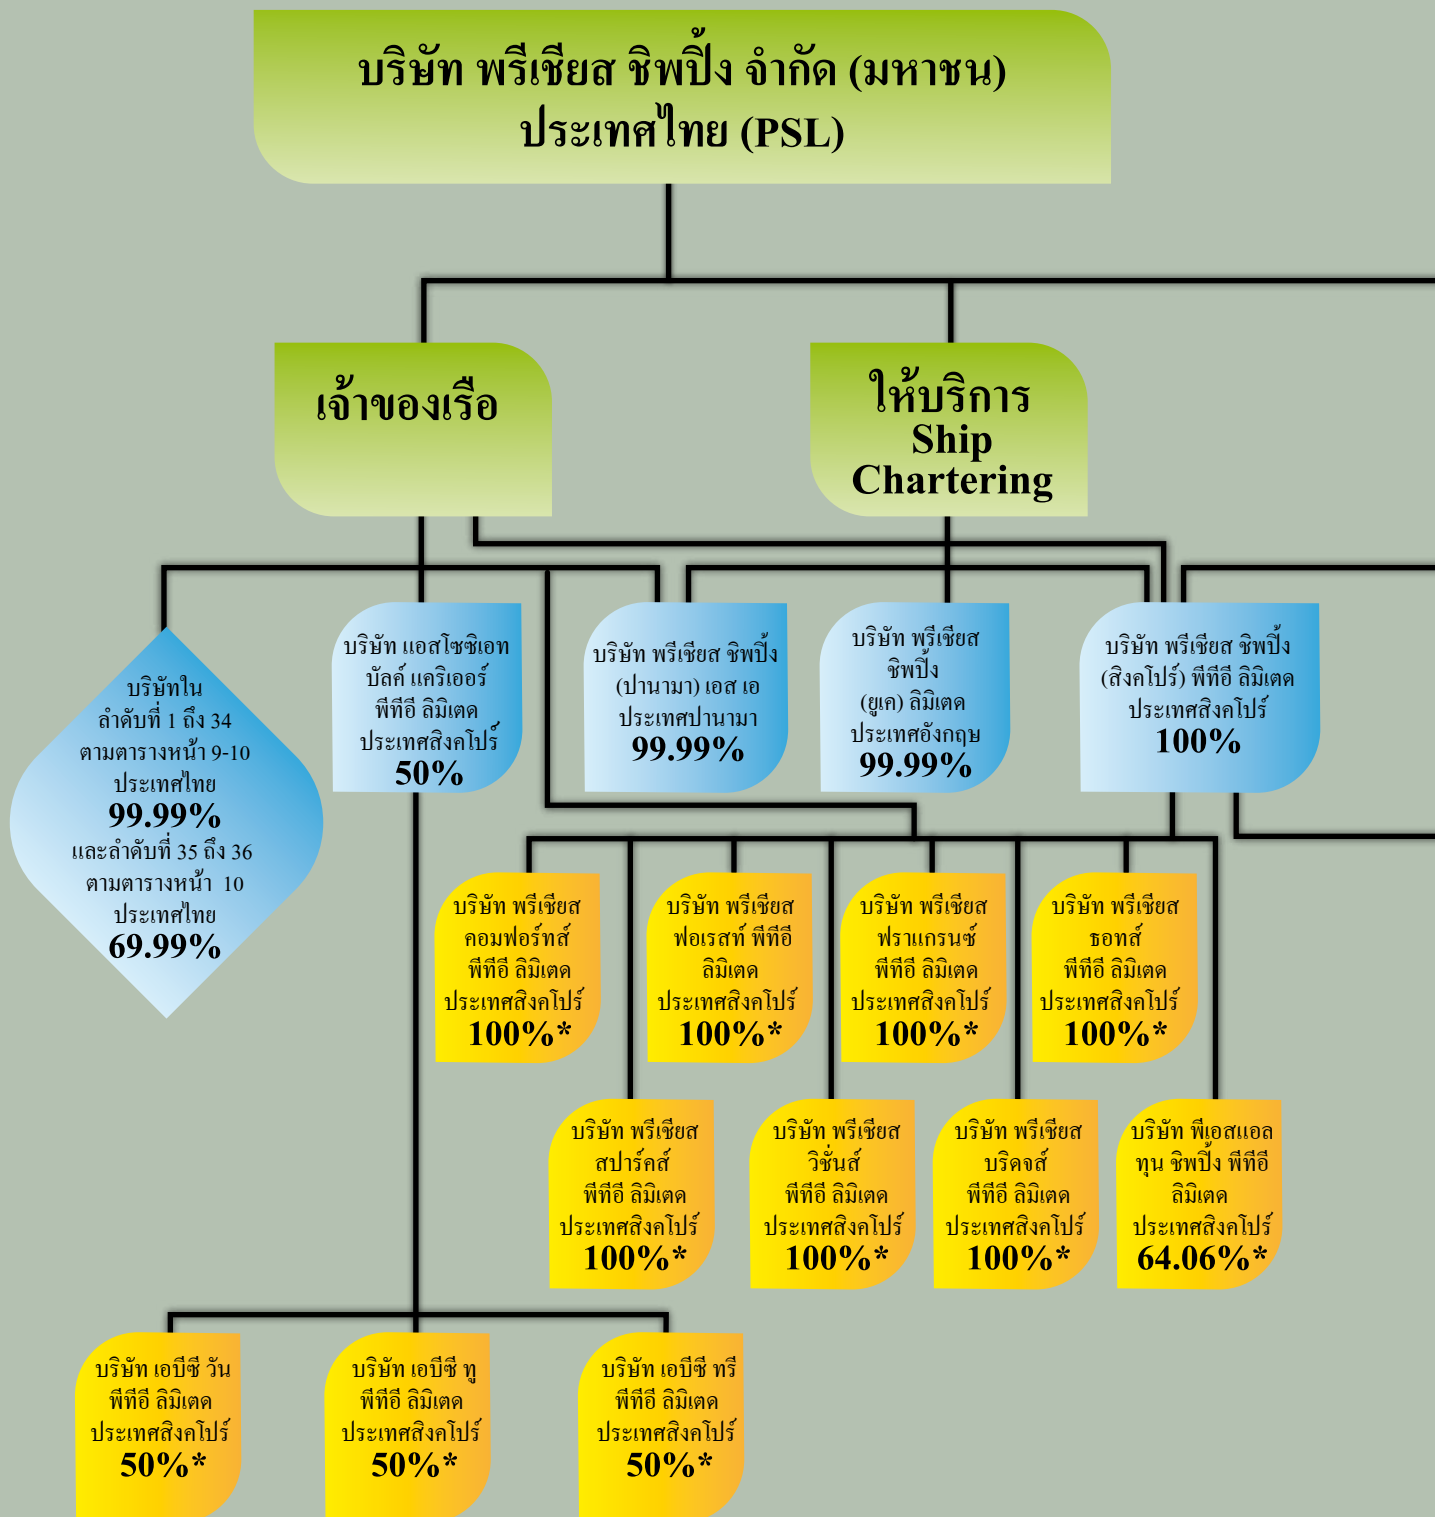 บริษัท พรีเชียส ชิพปิ้ง จำกัด (มหาชน)
ประเทศไทย (PSL)
เจ้าของเรือ
ให้บริการ
Ship
Chartering
บริษัทใน
ลำดับที่ 1 ถึง 34
ตามตารางหน้า 9-10
ประเทศไทย
99.99%
และลำดับที่ 35 ถึง 36
ตามตารางหน้า 10
ประเทศไทย
69.99%
บริษัท แอสโซซิเอท
บัลค์ แคริเออร์
พีทีอี ลิมิเตด
ประเทศสิงคโปร์
50%
บริษัท พรีเชียส ชิพปิ้ง
(ปานามา) เอส เอ
ประเทศปานามา
99.99%
บริษัท พรีเชียส
ชิพปิ้ง
(ยูเค) ลิมิเตด
ประเทศอังกฤษ
99.99%
บริษัท พรีเชียส ชิพปิ้ง
(สิงคโปร์) พีทีอี ลิมิเตด
ประเทศสิงคโปร์
100%
บริษัท พรีเชียส
คอมฟอร์ทส์
พีทีอี ลิมิเตด
ประเทศสิงคโปร์
100%*
บริษัท พรีเชียส
ฟอเรสท์ พีทีอี
ลิมิเตด
ประเทศสิงคโปร์
100%*
บริษัท พรีเชียส
ฟราแกรนซ์
พีทีอี ลิมิเตด
ประเทศสิงคโปร์
100%*
บริษัท พรีเชียส
ธอทส์
พีทีอี ลิมิเตด
ประเทศสิงคโปร์
100%*
บริษัท พรีเชียส
สปาร์คส์
พีทีอี ลิมิเตด
ประเทศสิงคโปร์
100%*
บริษัท พรีเชียส
วิชั่นส์
พีทีอี ลิมิเตด
ประเทศสิงคโปร์
100%*
บริษัท พรีเชียส
บริดจส์
พีทีอี ลิมิเตด
ประเทศสิงคโปร์
100%*
บริษัท พีเอสแอล
ทุน ชิพปิ้ง พีทีอี
ลิมิเตด
ประเทศสิงคโปร์
64.06%*
บริษัท เอบีซี วัน
พีทีอี ลิมิเตด
ประเทศสิงคโปร์
50%*
บริษัท เอบีซี ทู
พีทีอี ลิมิเตด
ประเทศสิงคโปร์
50%*
บริษัท เอบีซี ทรี
พีทีอี ลิมิเตด
ประเทศสิงคโปร์
50%*